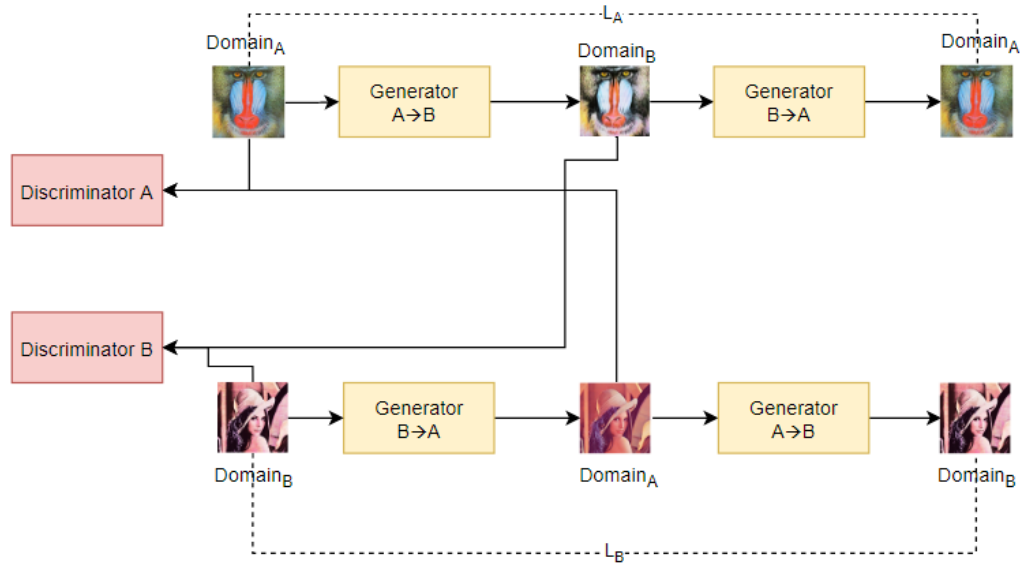 L_A
Domain_A
Domain_B
Domain_A
Generator
A→B
Generator
B→A
Discriminator A
Discriminator B
Generator
B→A
Generator
A→B
Domain_B
Domain_A
Domain_B
L_B